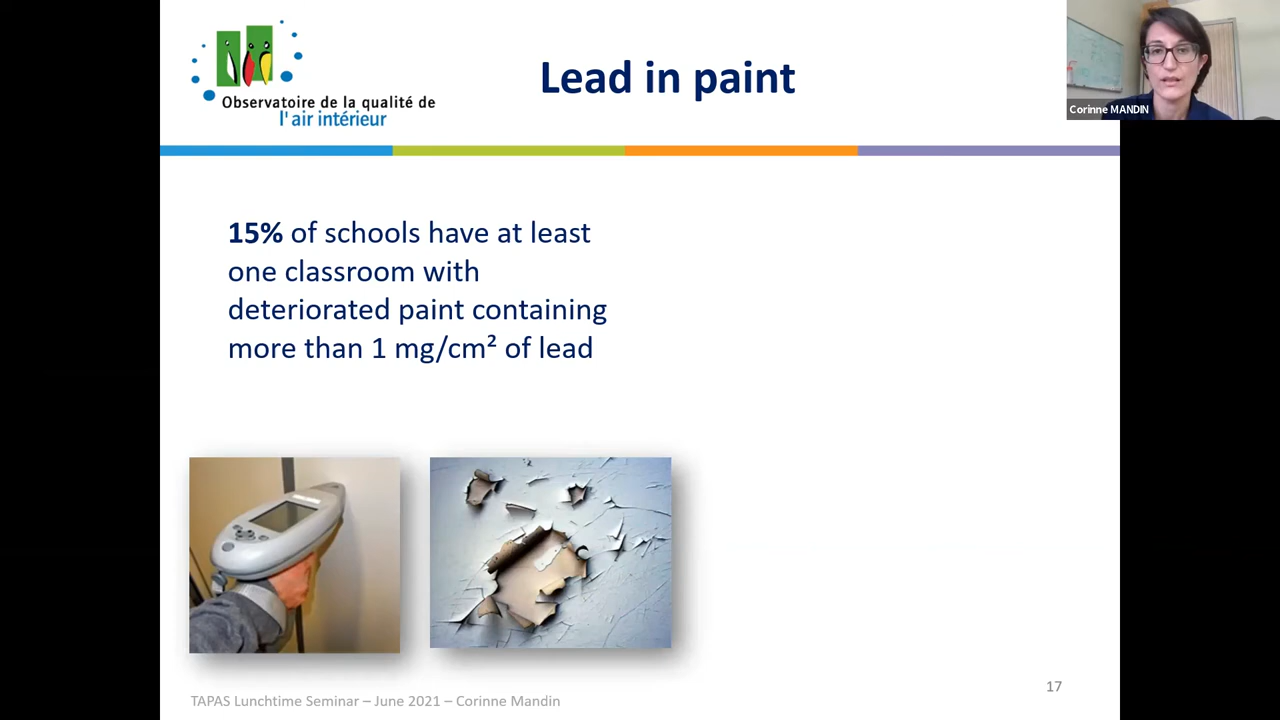 Observatoire de la qualité de
l'air intérieur
Lead in paint
Corinne MANDIN
15% of schools have at least
one classroom with
deteriorated paint containing
more than 1 mg/cm² of lead
TAPAS Lunchtime Seminar – June 2021 – Corinne Mandin
17